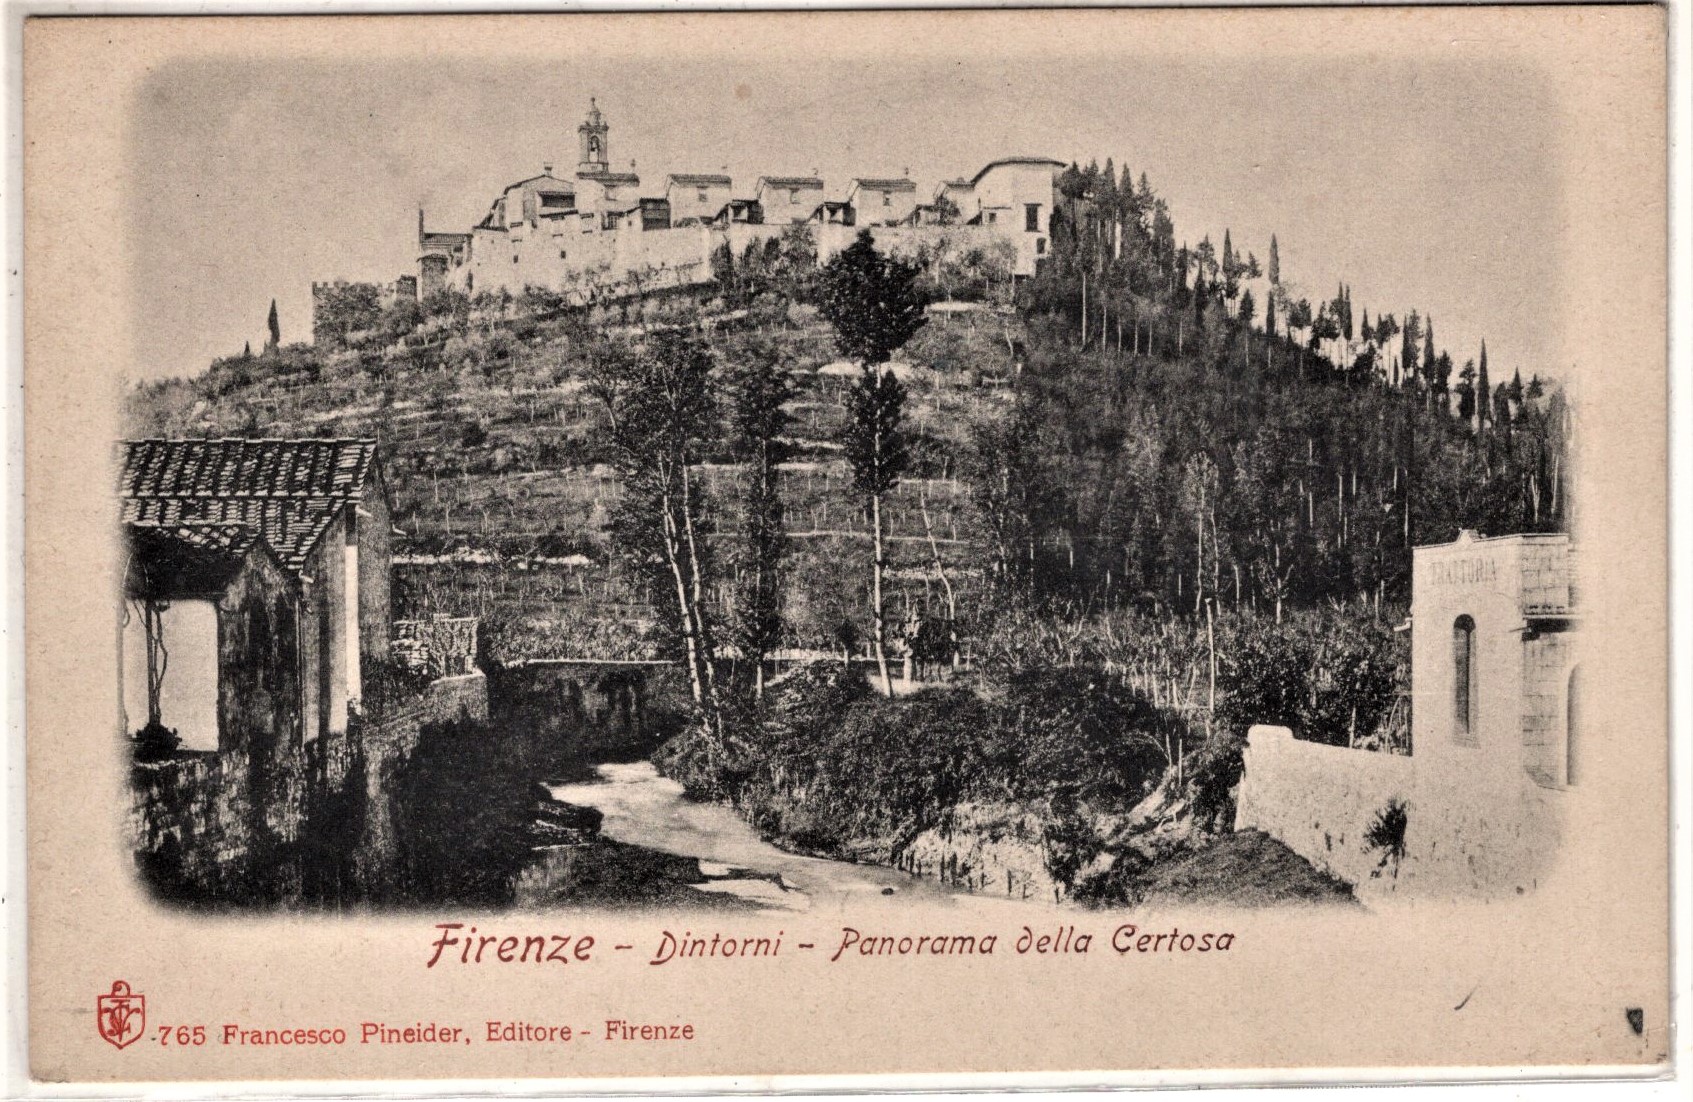 TRATTORIA
Firenze - Dintorni - Panorama della Certosa
765 Francesco Pineider, Editore - Firenze